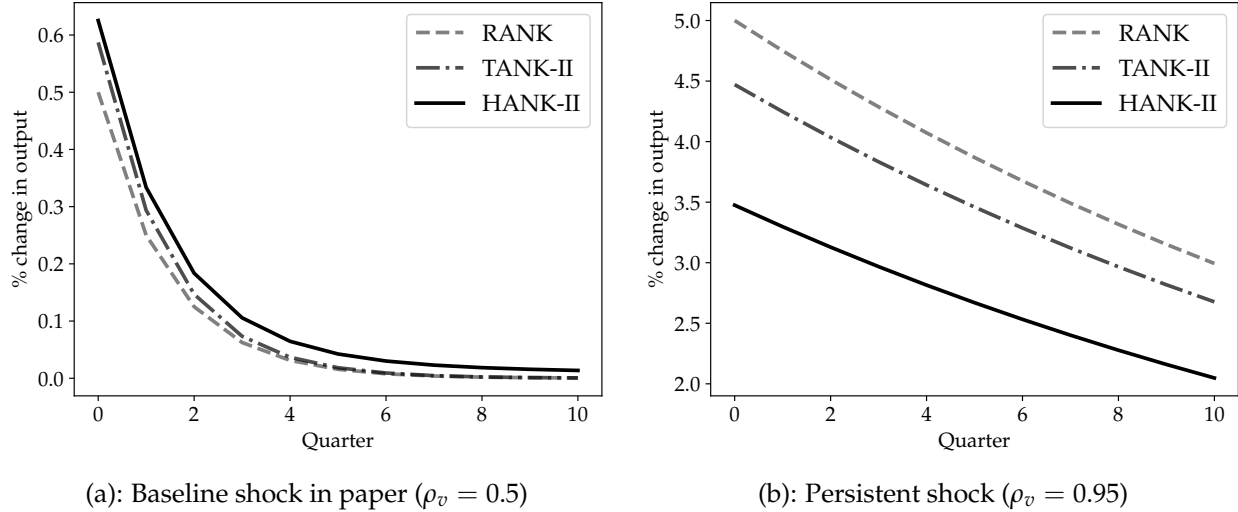 % change in output
0.6
0.5
0.4
0.3
0.2
0.1
0.0
RANK
TANK-II
HANK-II
0 2 4 6 8 10
Quarter
(a): Baseline shock in paper (ρᵥ = 0.5)
% change in output
5.0
4.5
4.0
3.5
3.0
2.5
2.0
RANK
TANK-II
HANK-II
0 2 4 6 8 10
Quarter
(b): Persistent shock (ρᵥ = 0.95)